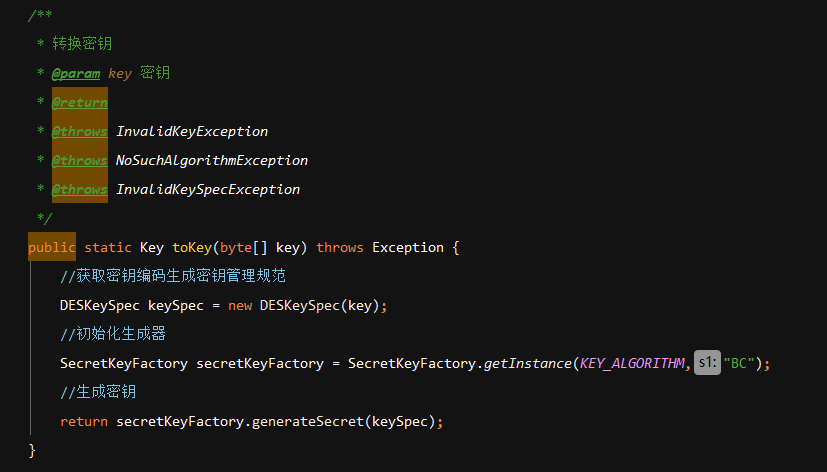 /**
 * 转换密钥
 * @param key 密钥
 * @return
 * @throws InvalidKeyException
 * @throws NoSuchAlgorithmException
 * @throws InvalidKeySpecException
 */
public static Key toKey(byte[] key) throws Exception {
    //获取密钥编码生成密钥管理规范
    DESKeySpec keySpec = new DESKeySpec(key);
    //初始化生成器
    SecretKeyFactory secretKeyFactory = SecretKeyFactory.getInstance(KEY_ALGORITHM, s1: "BC");
    //生成密钥
    return secretKeyFactory.generateSecret(keySpec);
}